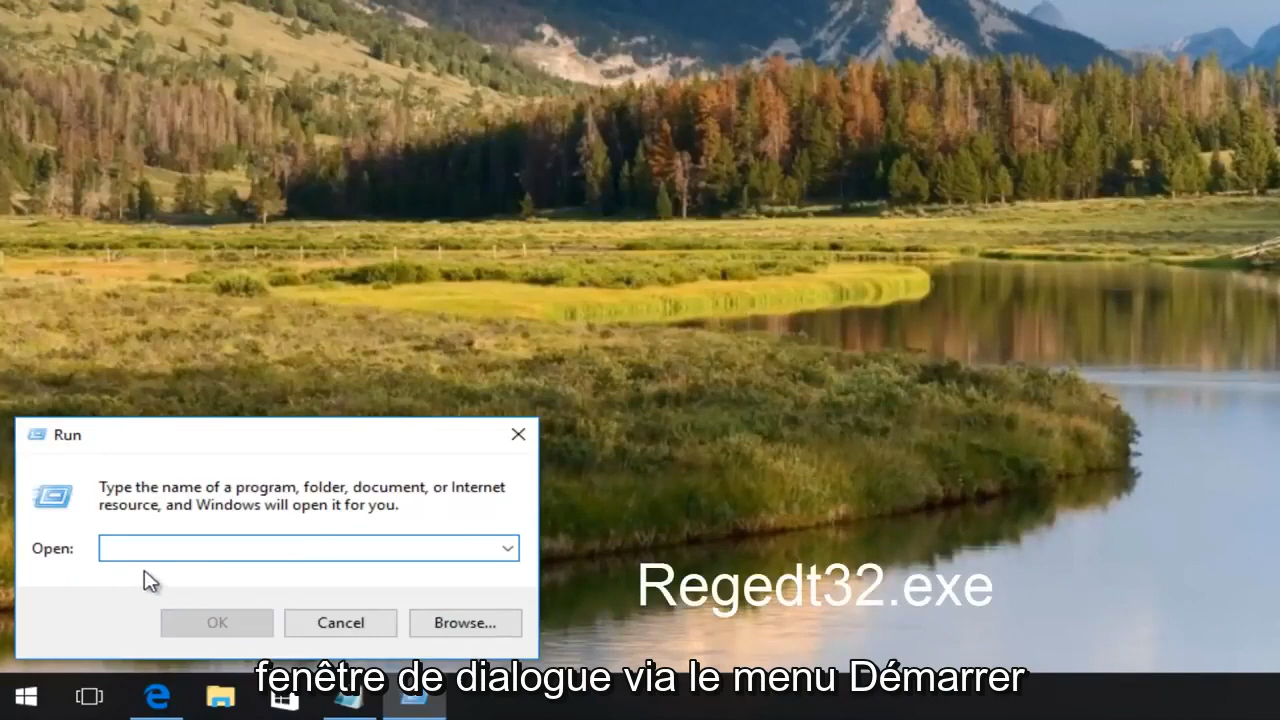 Run
Type the name of a program, folder, document, or Internet
resource, and Windows will open it for you.
Open:
OK
Cancel
Browse...
Regedt32.exe
fenêtre de dialogue via le menu Démarrer